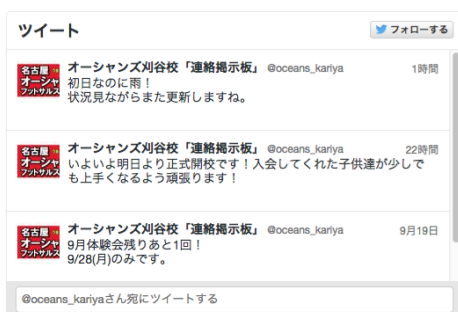 ツイート
フォローする
名古屋
オーシャ
フットサルス
オーシャンズ刈谷校「連絡掲示板」 @oceans_kariya 1時間
初日なのに雨！
状況見ながらまた更新しますね。
名古屋
オーシャ
フットサルス
オーシャンズ刈谷校「連絡掲示板」 @oceans_kariya 22時間
いよいよ明日より正式開校です！入会してくれた子供達が少しで
も上手くなるよう頑張ります！
名古屋
オーシャ
フットサルス
オーシャンズ刈谷校「連絡掲示板」 @oceans_kariya 9月19日
9月体験会残りあと1回！
9/28(月)のみです。
@oceans_kariyaさん宛にツイートする